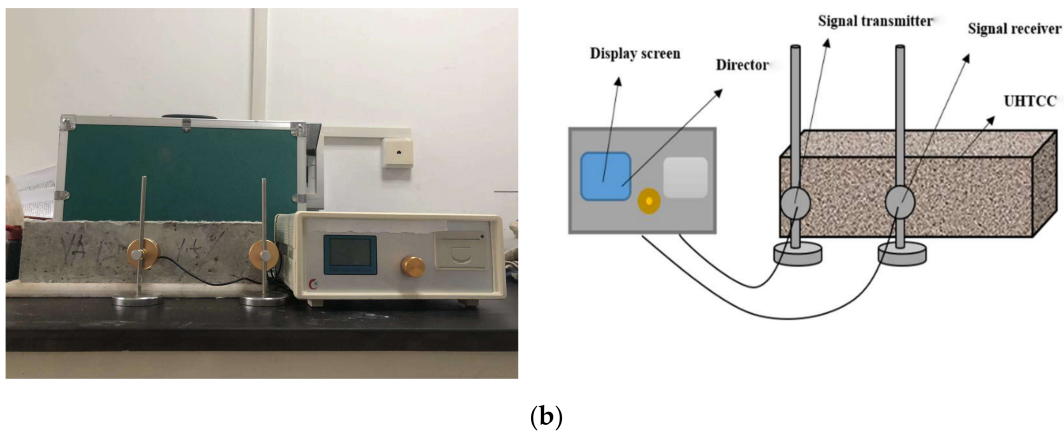 Signal transmitter
Signal receiver
Display screen
Director
UHTCC
(b)